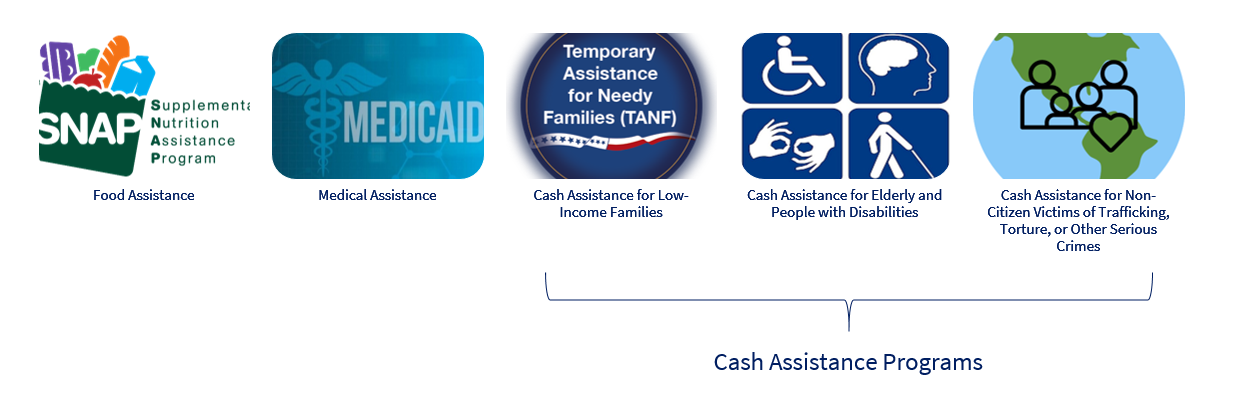 SNAP
Supplementa
Nutrition
Assistance
Program
MEDICAID
Temporary
Assistance
for Needy
Families (TANF)
Food Assistance
Medical Assistance
Cash Assistance for Low-
Income Families
Cash Assistance for Elderly and
People with Disabilities
Cash Assistance for Non-
Citizen Victims of Trafficking,
Torture, or Other Serious
Crimes
Cash Assistance Programs